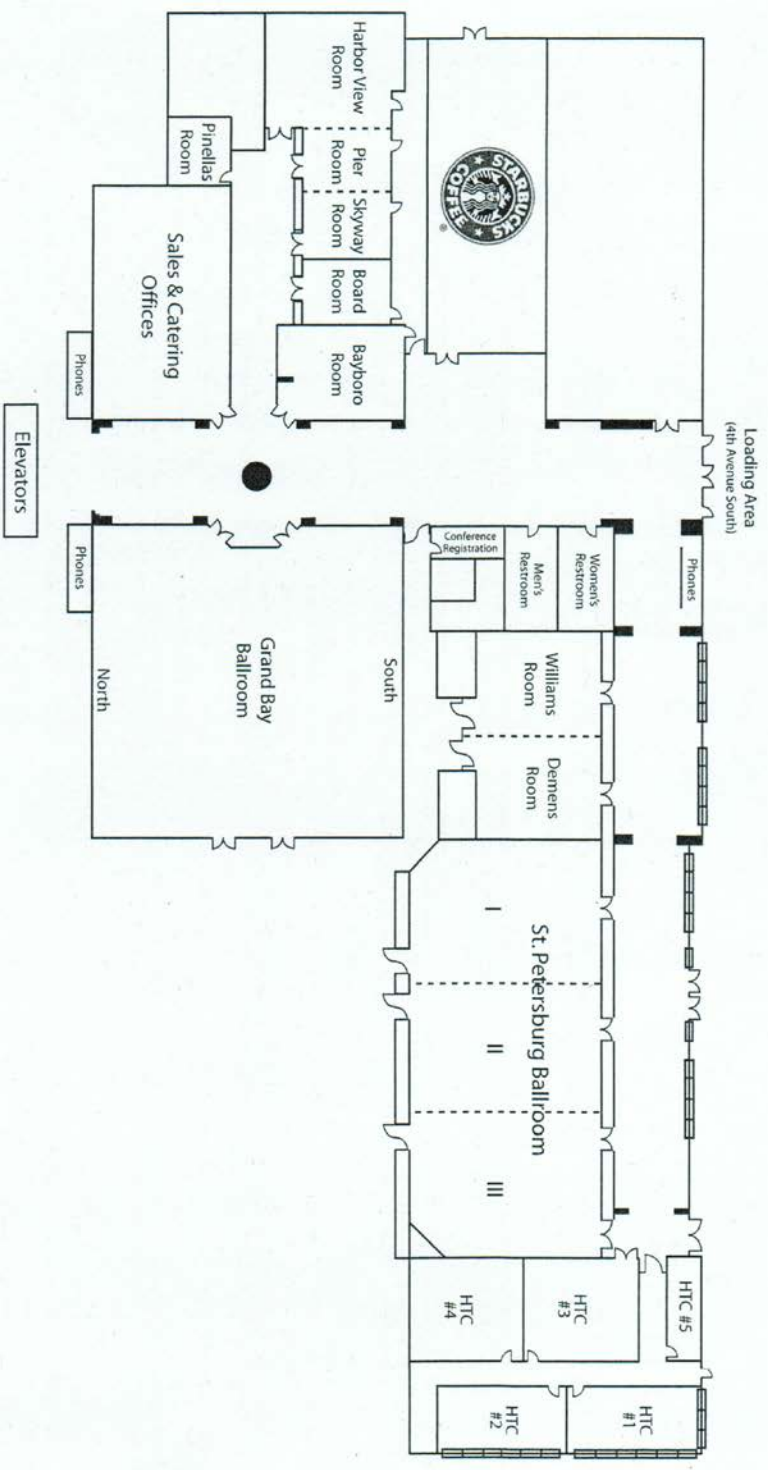 Harbor View
Room
Pier
Room
Skyway
Room
Board
Room
Bayboro
Room
Pinellas
Room
Sales & Catering
Offices
Phones
Elevators
STARBUCKS
COFFEE
®
Loading Area
(4th Avenue South)
Phones
Conference
Registration
Men's
Restroom
Women's
Restroom
Phones
North
Grand Bay
Ballroom
South
Williams
Room
Demens
Room
St. Petersburg Ballroom
I
II
III
HTC
#4
HTC
#3
HTC #5
HTC
#2
HTC
#1